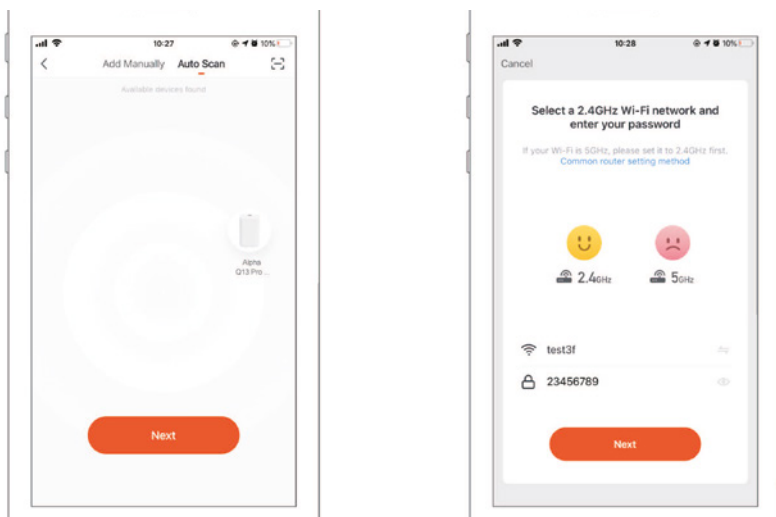 10:27
10%
Add Manually
Auto Scan
Available devices found
Alpha
Q13 Pro ...
Next
10:28
10%
Cancel
Select a 2.4GHz Wi-Fi network and
enter your password
If your Wi-Fi is 5GHz, please set it to 2.4GHz first.
Common router setting method
2.4GHz
5GHz
test3f
23456789
Next